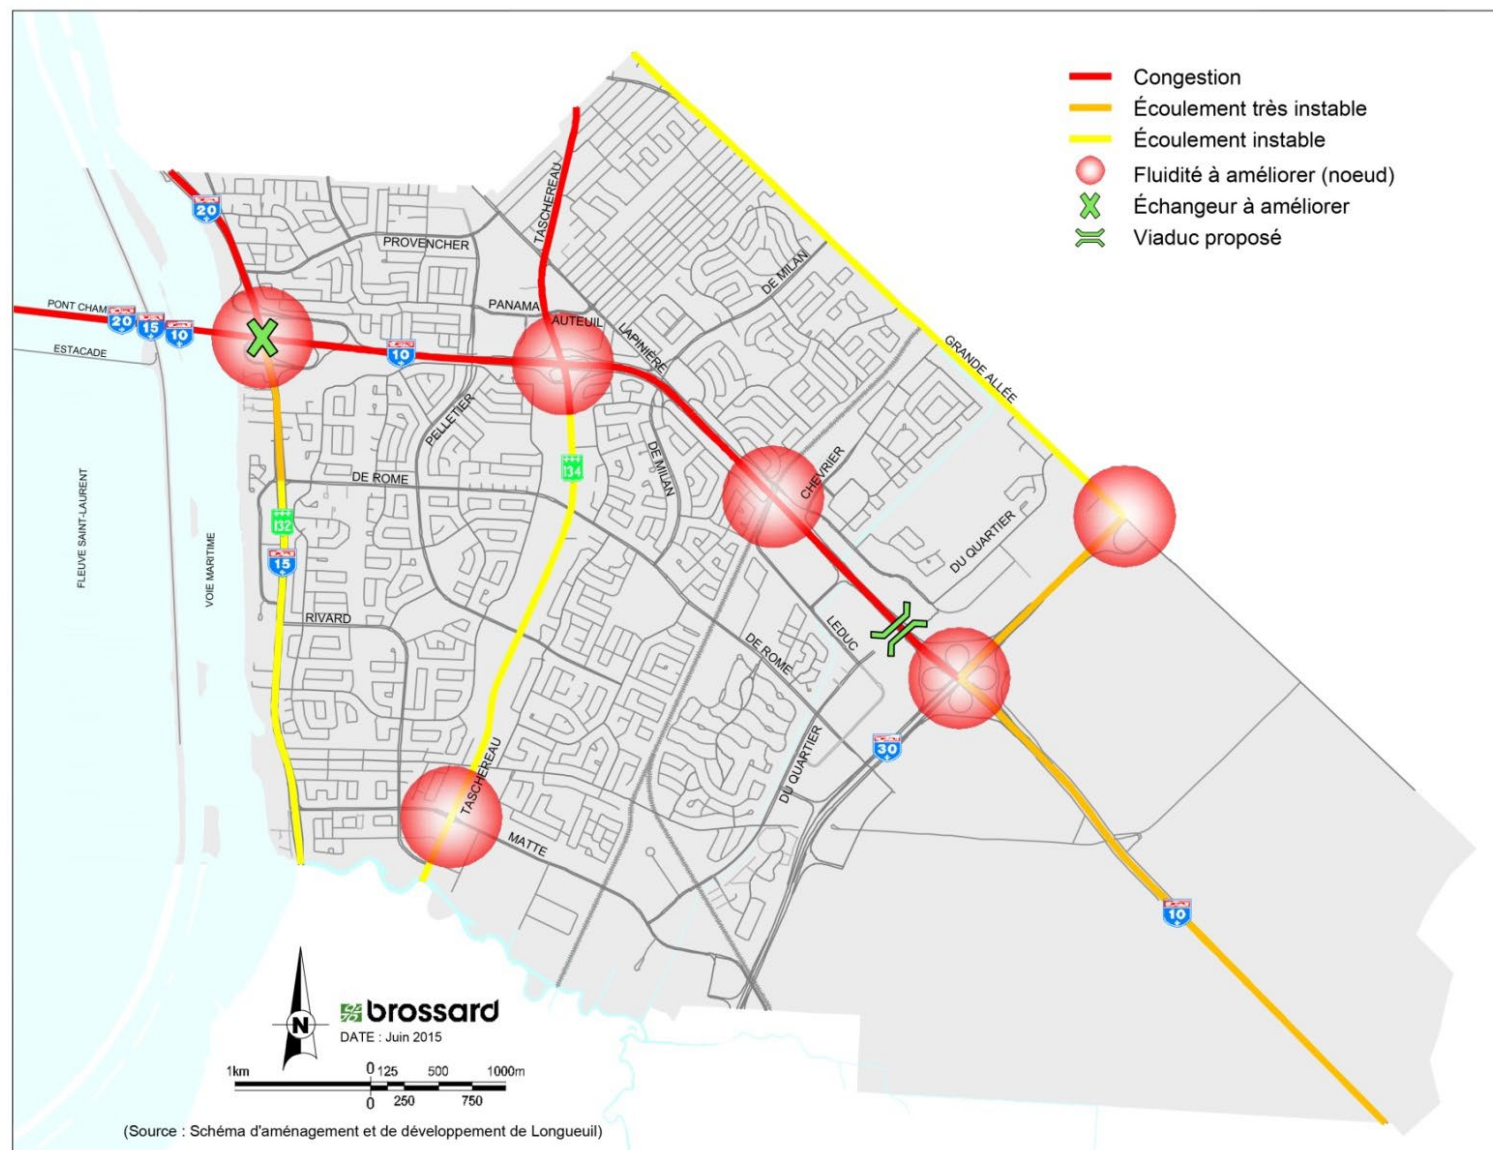 Congestion
Écoulement très instable
Écoulement instable
Fluidité à améliorer (noeud)
Échangeur à améliorer
Viaduc proposé
TASCHEREAU
20
PROVENCHER
DE MILAN
PONT CHAM
20
15
10
PANAMA
AUTEUIL
LAPINIÈRE
ESTACADE
10
GRANDE ALLÉE
PELLETIER
DE MILAN
134
DE ROME
CHEVRIER
132
15
FLEUVE SAINT-LAURENT
VOIE MARITIME
DU QUARTIER
RIVARD
LEDUC
DE ROME
30
DU QUARTIER
TASCHEREAU
MATTE
10
N
brossard
DATE : Juin 2015
1km
0
125
500
1000m
0
250
750
(Source : Schéma d'aménagement et de développement de Longueuil)